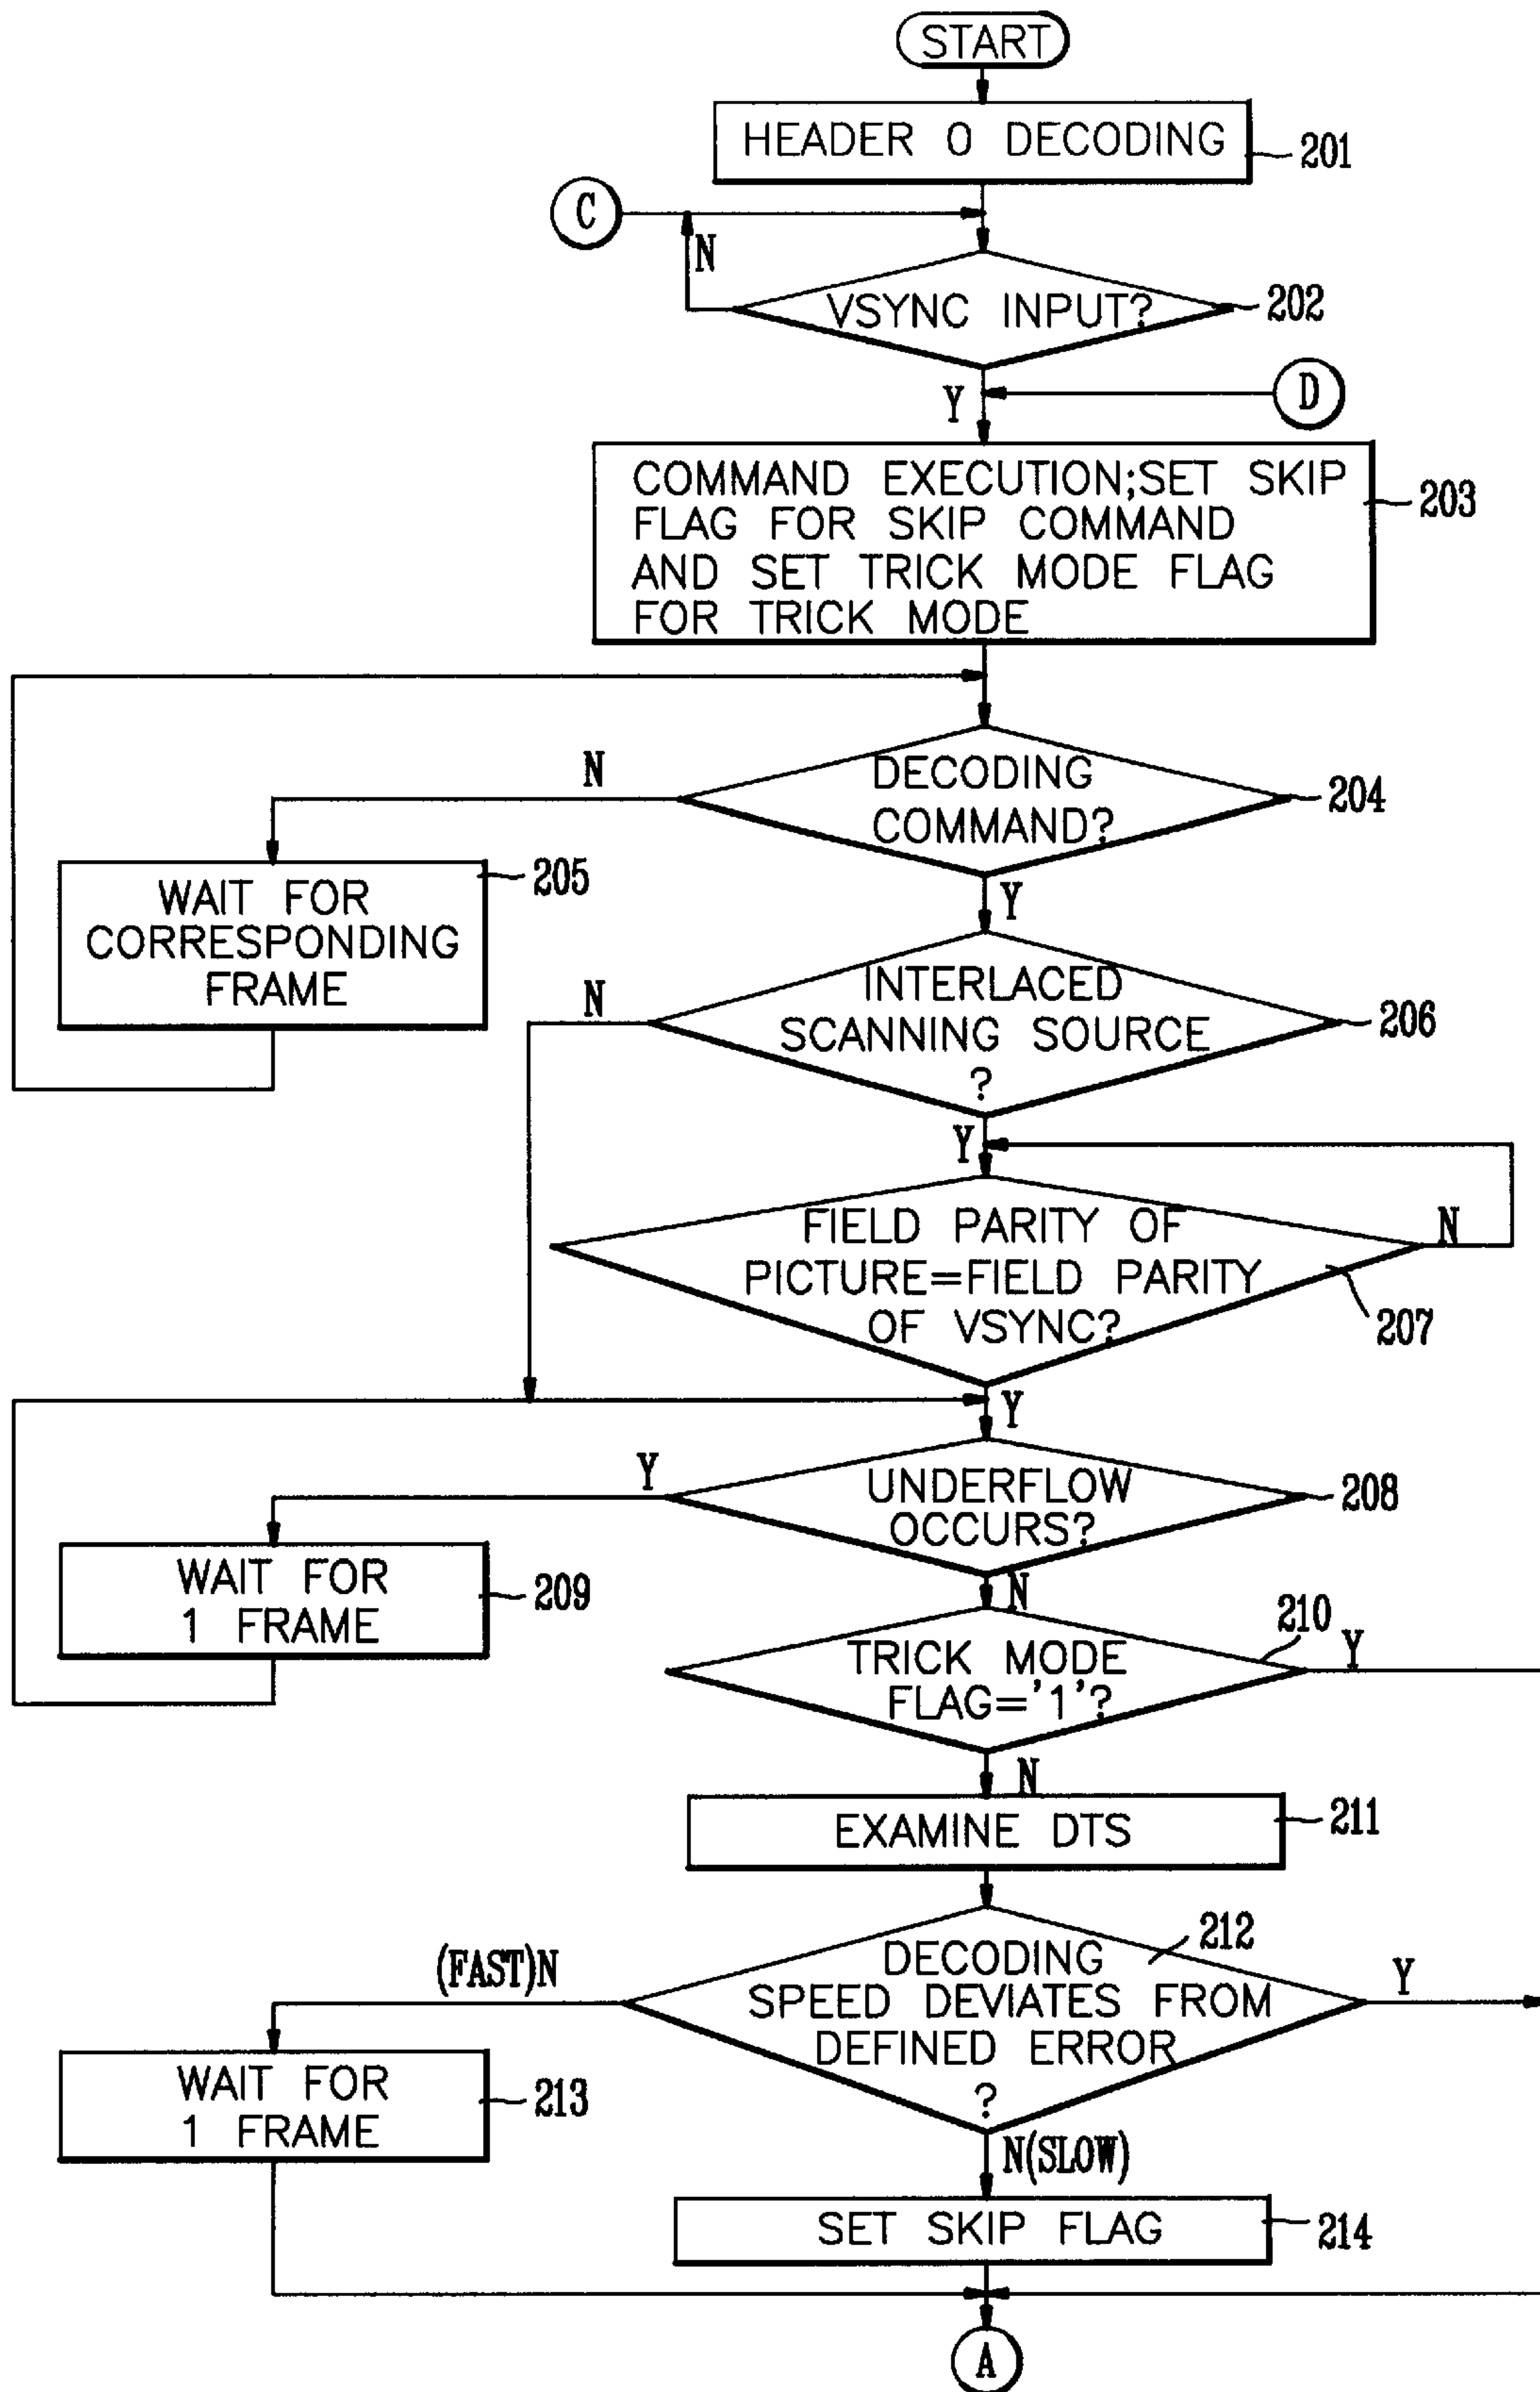 START
HEADER 0 DECODING
201
C
N
VSYNC INPUT?
202
D
Y
COMMAND EXECUTION;SET SKIP
FLAG FOR SKIP COMMAND
AND SET TRICK MODE FLAG
FOR TRICK MODE
203
N
DECODING
COMMAND?
204
WAIT FOR
CORRESPONDING
FRAME
205
Y
N
INTERLACED
SCANNING SOURCE
?
206
Y
FIELD PARITY OF
PICTURE=FIELD PARITY
OF VSYNC?
N
207
Y
Y
UNDERFLOW
OCCURS?
208
WAIT FOR
1 FRAME
209
N
TRICK MODE
FLAG='1'?
210
Y
N
EXAMINE DTS
211
(FAST)N
DECODING
SPEED DEVIATES FROM
DEFINED ERROR
?
212
Y
WAIT FOR
1 FRAME
213
N(SLOW)
SET SKIP FLAG
214
A